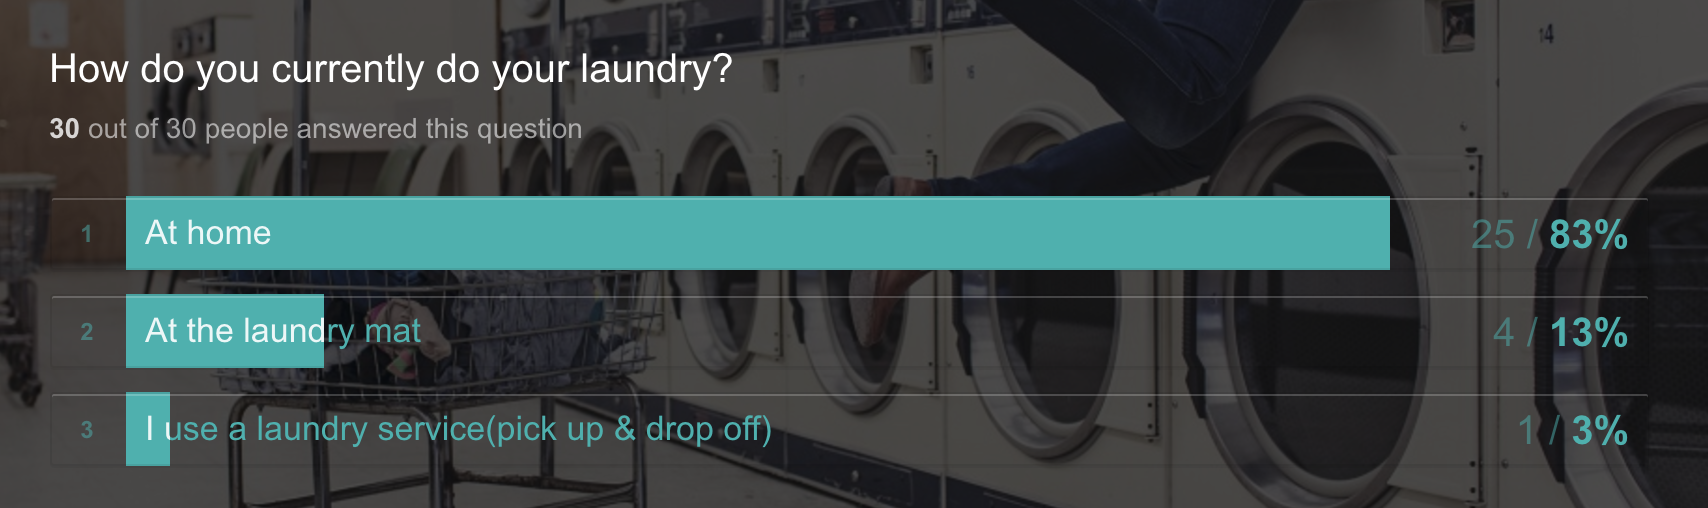 How do you currently do your laundry?
30 out of 30 people answered this question
1 At home 25 / 83%
2 At the laundry mat 4 / 13%
3 I use a laundry service(pick up & drop off) 1 / 3%
14